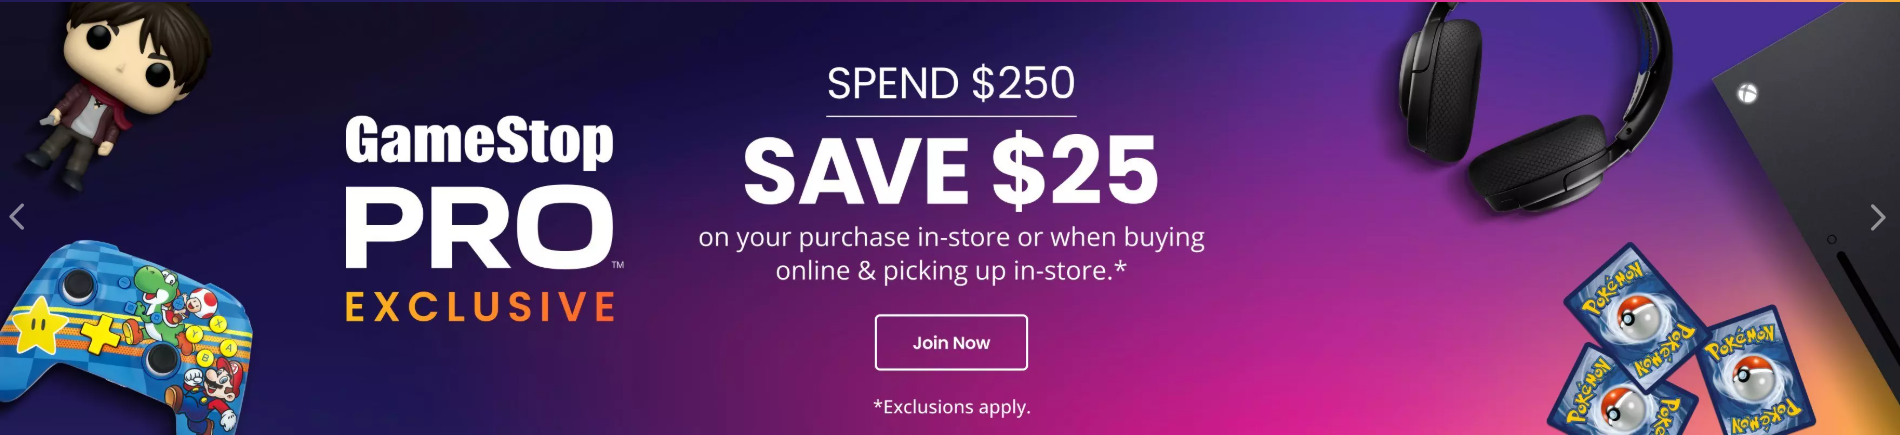 GameStop
PRO™
EXCLUSIVE
SPEND $250
SAVE $25
on your purchase in-store or when buying
online & picking up in-store.*
Join Now
*Exclusions apply.
X
Y
A
B
POKéMON
POKéMON
POKéMON
POKéMON
POKéMON
POKéMON